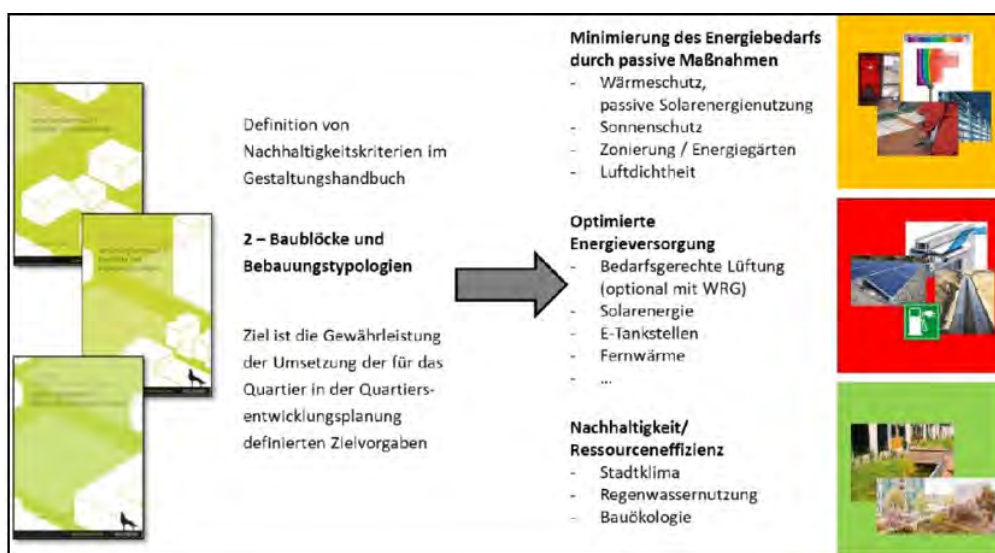 Definition von
Nachhaltigkeitskriterien im
Gestaltungshandbuch
2 – Baublöcke und
Bebauungstypologien
Ziel ist die Gewährleistung
der Umsetzung der für das
Quartier in der Quartiers-
entwicklungsplanung
definierten Zielvorgaben
Minimierung des Energiebedarfs
durch passive Maßnahmen
- Wärmeschutz,
passive Solarenergienutzung
- Sonnenschutz
- Zonierung / Energiegärten
- Luftdichtheit
Optimierte
Energieversorgung
- Bedarfsgerechte Lüftung
(optional mit WRG)
- Solarenergie
- E-Tankstellen
- Fernwärme
- ...
Nachhaltigkeit/
Ressourceneffizienz
- Stadtklima
- Regenwassernutzung
- Bauökologie